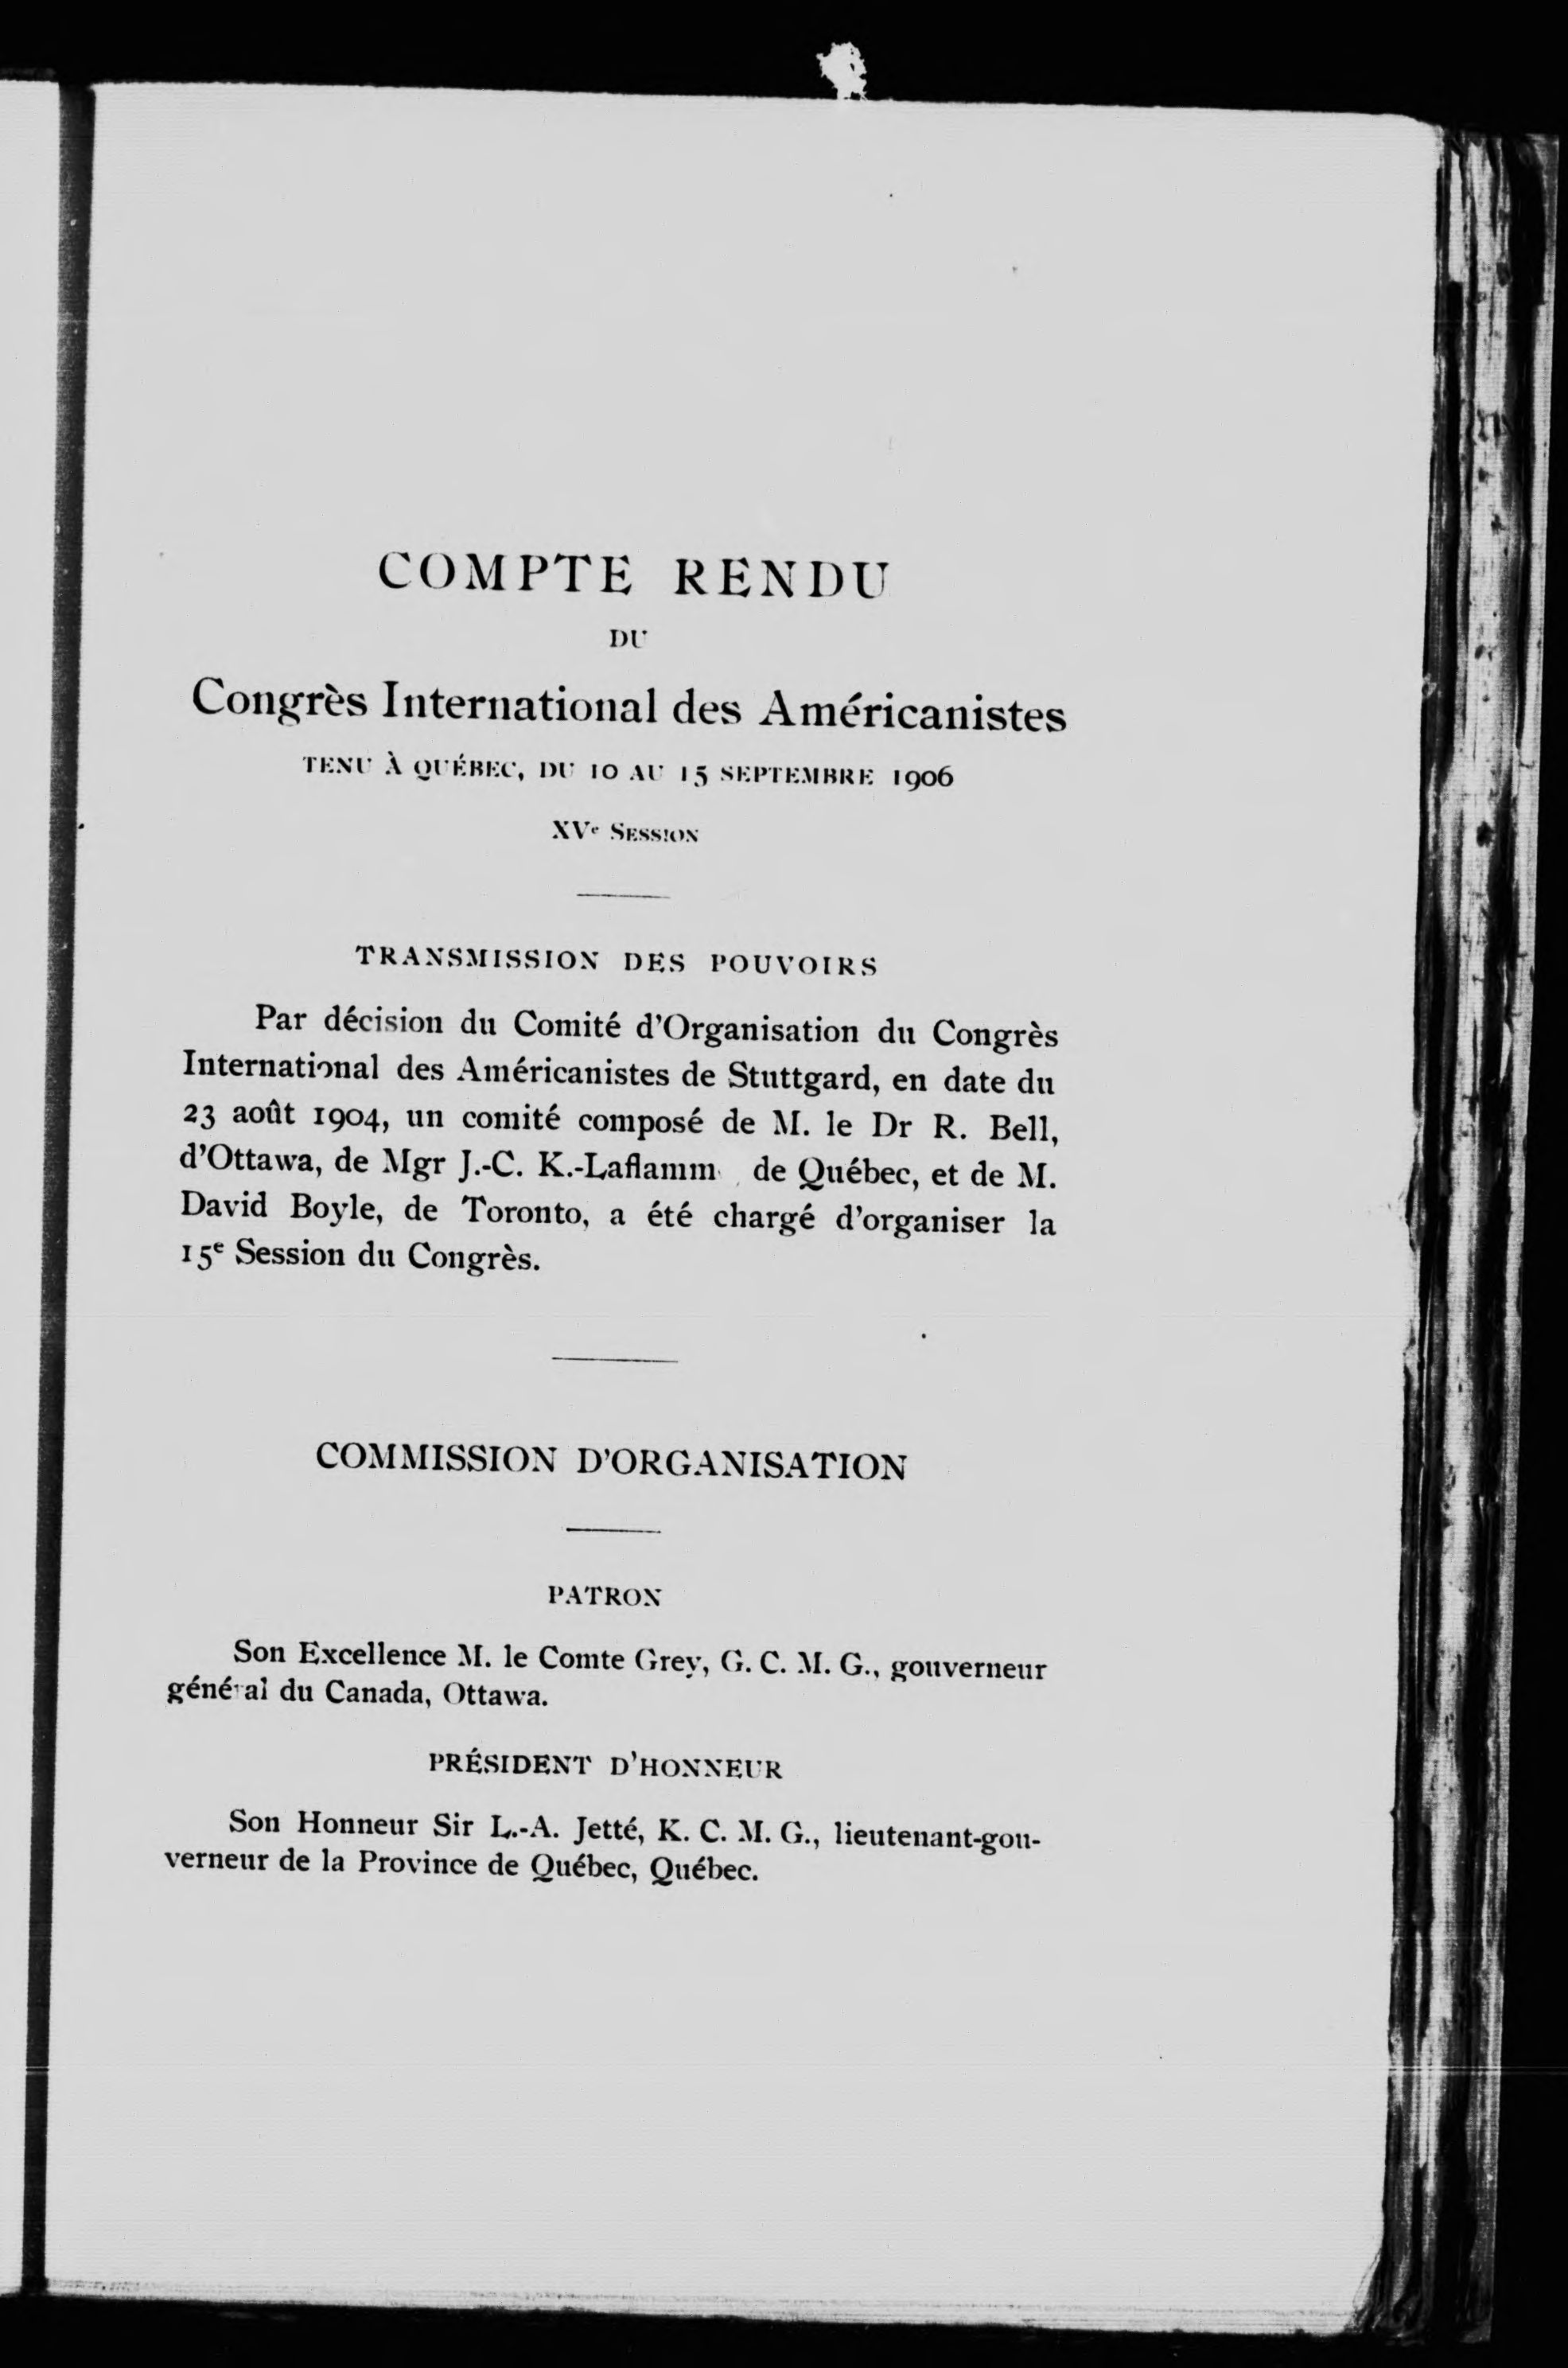 COMPTE RENDU
DU
Congrès International des Américanistes
TENU À QUÉBEC, DU 10 AU 15 SEPTEMBRE 1906
XVe SESSION
TRANSMISSION DES POUVOIRS
Par décision du Comité d'Organisation du Congrès
International des Américanistes de Stuttgard, en date du
23 août 1904, un comité composé de M. le Dr R. Bell,
d'Ottawa, de Mgr J.-C. K.-Laflamm, de Québec, et de M.
David Boyle, de Toronto, a été chargé d'organiser la
15e Session du Congrès.
COMMISSION D'ORGANISATION
PATRON
Son Excellence M. le Comte Grey, G. C. M. G., gouverneur
général du Canada, Ottawa.
PRÉSIDENT D'HONNEUR
Son Honneur Sir L.-A. Jetté, K. C. M. G., lieutenant-gou-
verneur de la Province de Québec, Québec.